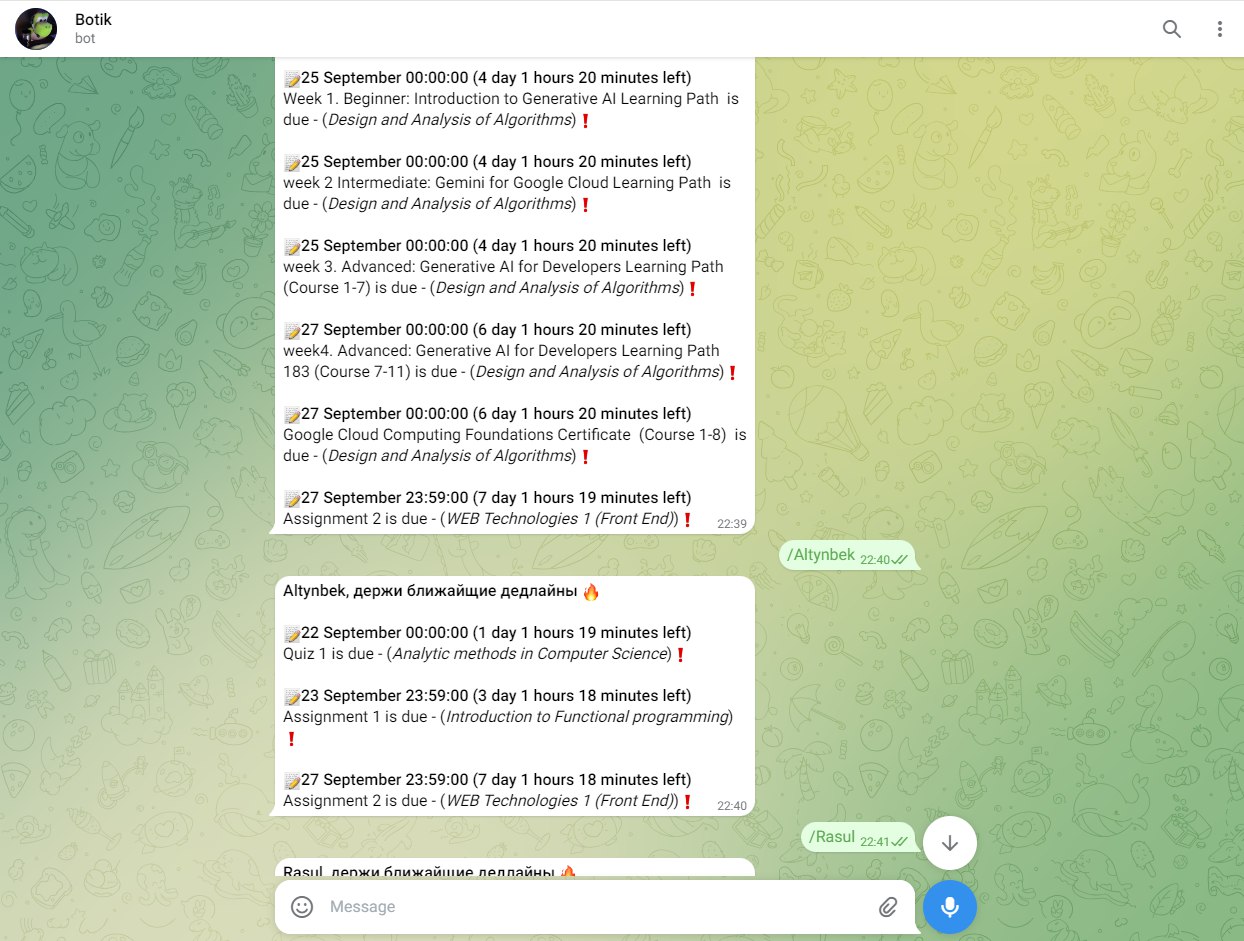 Botik
bot
📝25 September 00:00:00 (4 day 1 hours 20 minutes left)
Week 1. Beginner: Introduction to Generative AI Learning Path  is
due - (Design and Analysis of Algorithms) ❗
📝25 September 00:00:00 (4 day 1 hours 20 minutes left)
week 2 Intermediate: Gemini for Google Cloud Learning Path  is
due - (Design and Analysis of Algorithms) ❗
📝25 September 00:00:00 (4 day 1 hours 20 minutes left)
week 3. Advanced: Generative AI for Developers Learning Path
(Course 1-7) is due - (Design and Analysis of Algorithms) ❗
📝27 September 00:00:00 (6 day 1 hours 20 minutes left)
week4. Advanced: Generative AI for Developers Learning Path
183 (Course 7-11) is due - (Design and Analysis of Algorithms) ❗
📝27 September 00:00:00 (6 day 1 hours 20 minutes left)
Google Cloud Computing Foundations Certificate  (Course 1-8)  is
due - (Design and Analysis of Algorithms) ❗
📝27 September 23:59:00 (7 day 1 hours 19 minutes left)
Assignment 2 is due - (WEB Technologies 1 (Front End)) ❗ 22:39
/Altynbek 22:40
Altynbek, держи ближайшие дедлайны 🔥
📝22 September 00:00:00 (1 day 1 hours 19 minutes left)
Quiz 1 is due - (Analytic methods in Computer Science) ❗
📝23 September 23:59:00 (3 day 1 hours 18 minutes left)
Assignment 1 is due - (Introduction to Functional programming)
❗
📝27 September 23:59:00 (7 day 1 hours 18 minutes left)
Assignment 2 is due - (WEB Technologies 1 (Front End)) ❗ 22:40
/Rasul 22:41
Rasul, держи ближайшие дедлайны 🔥
Message